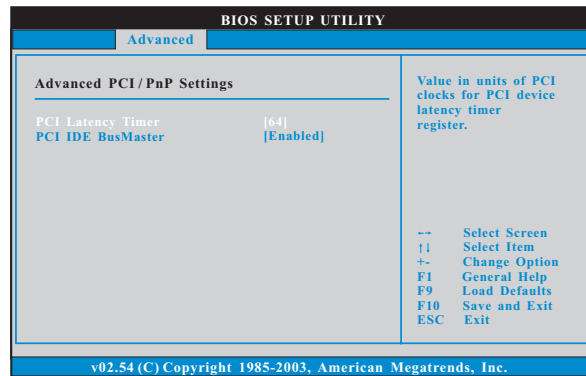 BIOS SETUP UTILITY
Advanced
Advanced PCI / PnP Settings
PCI Latency Timer [64]
PCI IDE BusMaster [Enabled]
Value in units of PCI
clocks for PCI device
latency timer
register.
←→ Select Screen
↑↓ Select Item
+- Change Option
F1 General Help
F9 Load Defaults
F10 Save and Exit
ESC Exit
v02.54 (C) Copyright 1985-2003, American Megatrends, Inc.